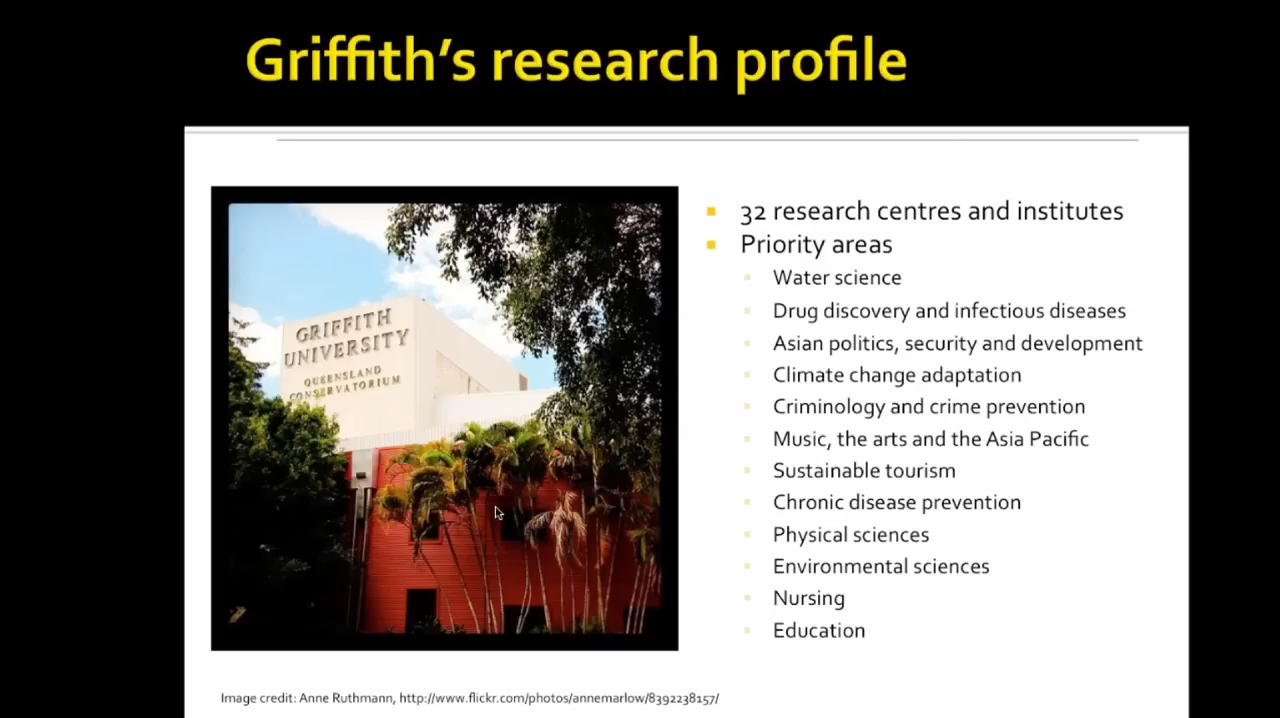 Griffith's research profile
GRIFFITH
UNIVERSITY
QUEENSLAND
CONSERVATORIUM
32 research centres and institutes
Priority areas
Water science
Drug discovery and infectious diseases
Asian politics, security and development
Climate change adaptation
Criminology and crime prevention
Music, the arts and the Asia Pacific
Sustainable tourism
Chronic disease prevention
Physical sciences
Environmental sciences
Nursing
Education
Image credit: Anne Ruthmann, http://www.flickr.com/photos/annemarlow/8392238157/